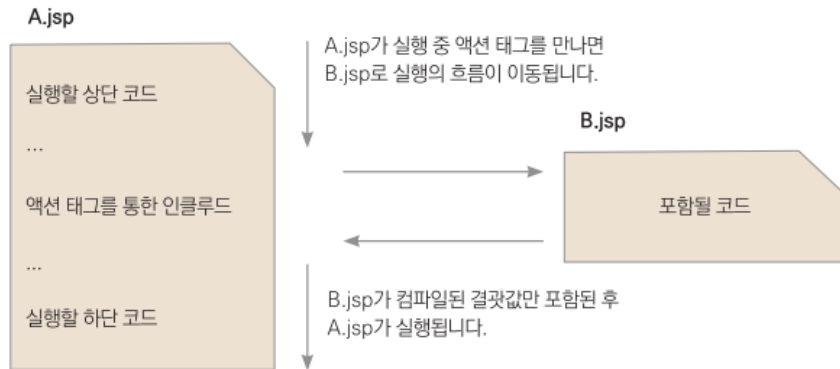 A.jsp
A.jsp가 실행 중 액션 태그를 만나면
B.jsp로 실행의 흐름이 이동됩니다.
실행할 상단 코드
B.jsp
...
액션 태그를 통한 인클루드
포함될 코드
...
B.jsp가 컴파일된 결괏값만 포함된 후
A.jsp가 실행됩니다.
실행할 하단 코드